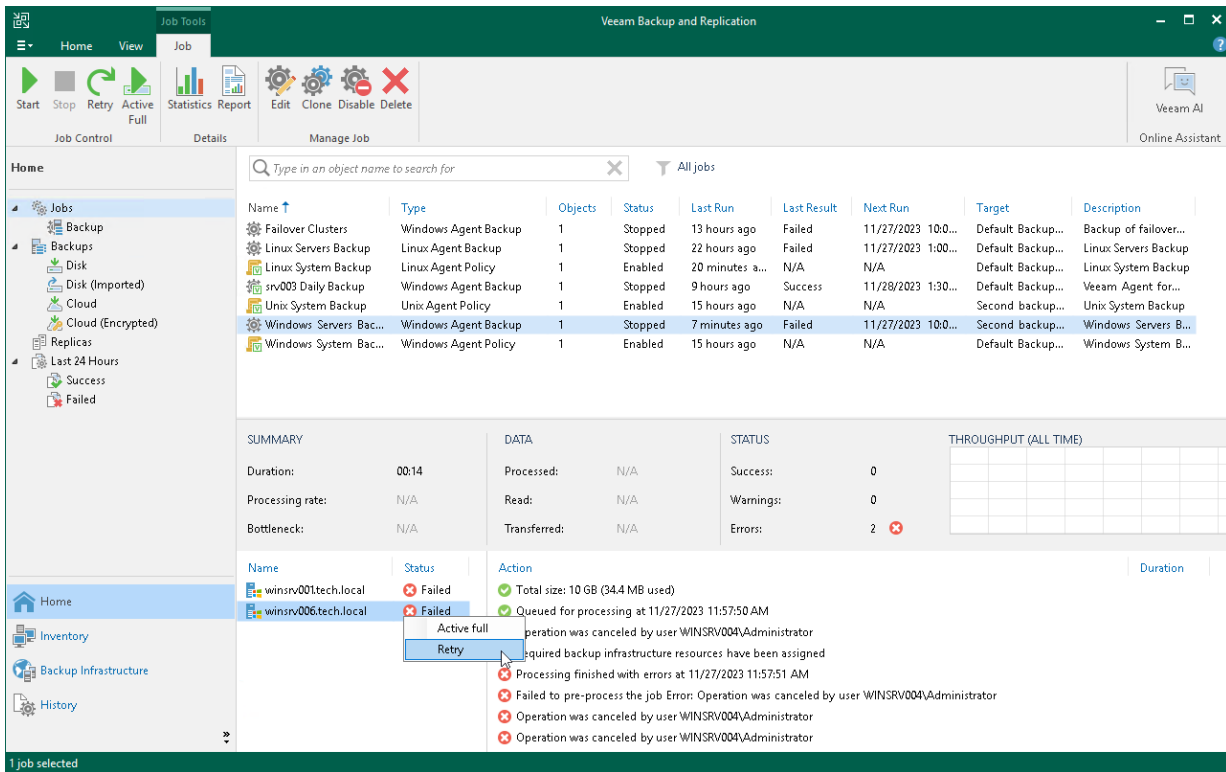 Job Tools
Veeam Backup and Replication
Home View Job
Start Stop Retry Active Full Statistics Report Edit Clone Disable Delete Veeam AI
Job Control Details Manage Job Online Assistant
Home
Type in an object name to search for All jobs
Jobs
Backup
Backups
Disk
Disk (Imported)
Cloud
Cloud (Encrypted)
Replicas
Last 24 Hours
Success
Failed
Home
Inventory
Backup Infrastructure
History
Name Type Objects Status Last Run Last Result Next Run Target Description
Failover Clusters Windows Agent Backup 1 Stopped 13 hours ago Failed 11/27/2023 10:0... Default Backup... Backup of failover...
Linux Servers Backup Linux Agent Backup 1 Stopped 22 hours ago Failed 11/27/2023 1:00... Default Backup... Linux Servers Backup
Linux System Backup Linux Agent Policy 1 Enabled 20 minutes a... N/A N/A Default Backup... Linux System Backup
srv003 Daily Backup Windows Agent Backup 1 Stopped 9 hours ago Success 11/28/2023 1:30... Default Backup... Veeam Agent for...
Unix System Backup Unix Agent Policy 1 Enabled 15 hours ago N/A N/A Second backup... Unix System Backup
Windows Servers Bac... Windows Agent Backup 1 Stopped 7 minutes ago Failed 11/27/2023 10:0... Second backup... Windows Servers B...
Windows System Bac... Windows Agent Policy 1 Enabled 15 hours ago N/A N/A Default Backup... Windows System B...
SUMMARY DATA STATUS THROUGHPUT (ALL TIME)
Duration: 00:14 Processed: N/A Success: 0
Processing rate: N/A Read: N/A Warnings: 0
Bottleneck: N/A Transferred: N/A Errors: 2
Name Status Action Duration
winsrv001.tech.local Failed Total size: 10 GB (34.4 MB used)
winsrv006.tech.local Failed Queued for processing at 11/27/2023 11:57:50 AM
Active full peration was canceled by user WINSRV004\Administrator
Retry equired backup infrastructure resources have been assigned
Processing finished with errors at 11/27/2023 11:57:51 AM
Failed to pre-process the job Error: Operation was canceled by user WINSRV004\Administrator
Operation was canceled by user WINSRV004\Administrator
Operation was canceled by user WINSRV004\Administrator
1 job selected